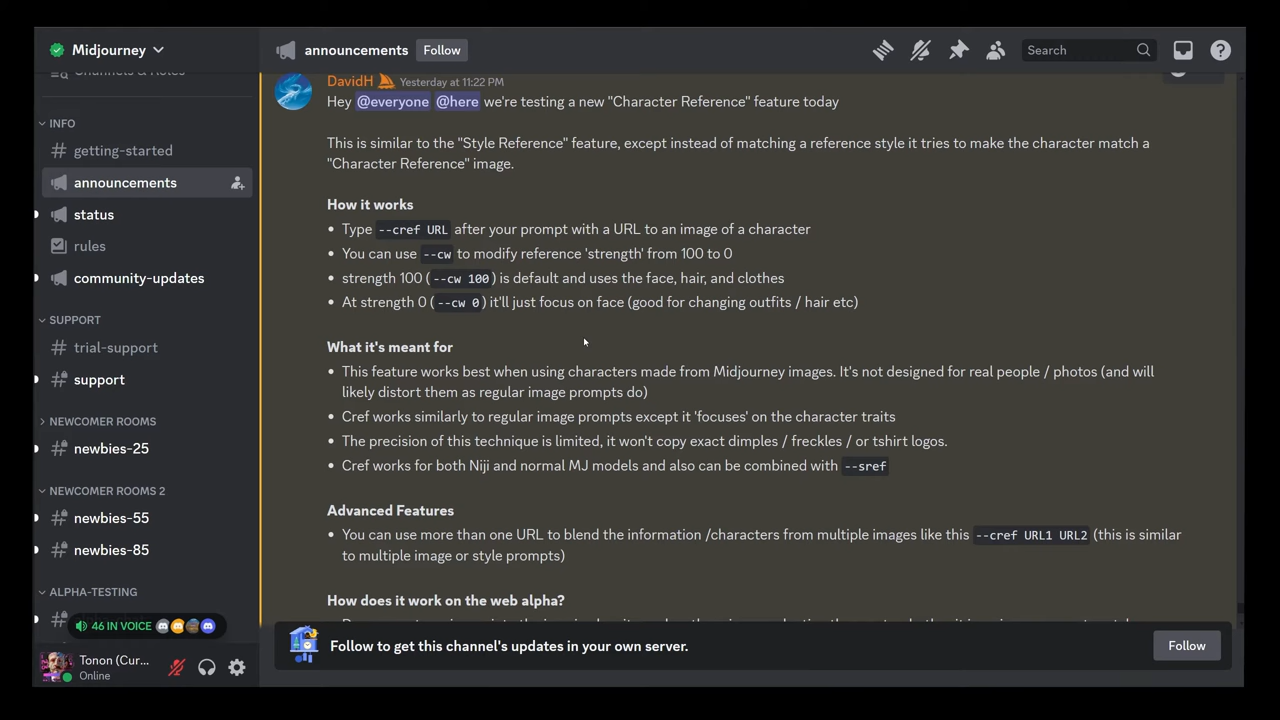 Midjourney
announcements
Follow
Search
Channels & Roles
INFO
getting-started
announcements
status
rules
community-updates
SUPPORT
trial-support
support
NEWCOMER ROOMS
newbies-25
NEWCOMER ROOMS 2
newbies-55
newbies-85
ALPHA-TESTING
46 IN VOICE
Tonon (Cur...
Online
DavidH Yesterday at 11:22 PM
Hey @everyone @here we're testing a new "Character Reference" feature today
This is similar to the "Style Reference" feature, except instead of matching a reference style it tries to make the character match a
"Character Reference" image.
How it works
• Type --cref URL after your prompt with a URL to an image of a character
• You can use --cw to modify reference 'strength' from 100 to 0
• strength 100 (--cw 100) is default and uses the face, hair, and clothes
• At strength 0 (--cw 0) it'll just focus on face (good for changing outfits / hair etc)
What it's meant for
• This feature works best when using characters made from Midjourney images. It's not designed for real people / photos (and will
likely distort them as regular image prompts do)
• Cref works similarly to regular image prompts except it 'focuses' on the character traits
• The precision of this technique is limited, it won't copy exact dimples / freckles / or tshirt logos.
• Cref works for both Niji and normal MJ models and also can be combined with --sref
Advanced Features
• You can use more than one URL to blend the information /characters from multiple images like this --cref URL1 URL2 (this is similar
to multiple image or style prompts)
How does it work on the web alpha?
Follow to get this channel's updates in your own server.
Follow